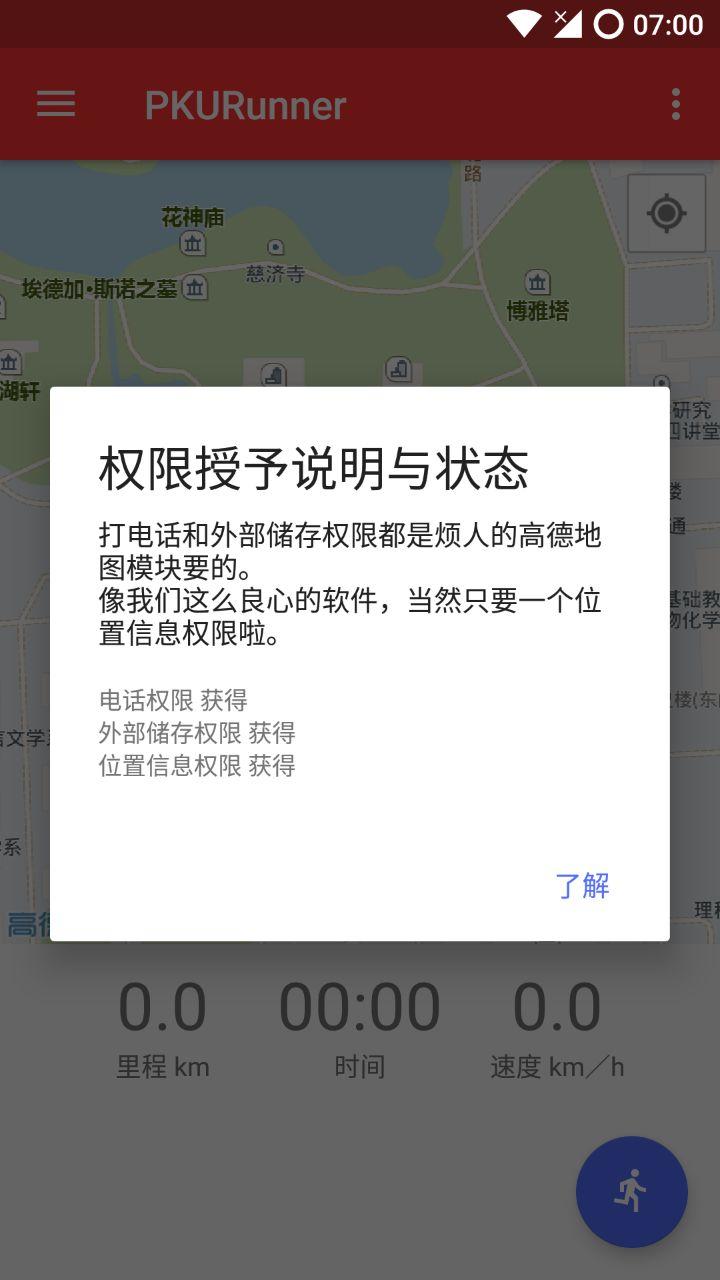 07:00
PKURunner
路
花神庙
慈济寺
埃德加·斯诺之墓
博雅塔
湖轩
研究
四讲堂
权限授予说明与状态
打电话和外部储存权限都是烦人的高德地
图模块要的。
像我们这么良心的软件，当然只要一个位
置信息权限啦。
电话权限 获得
外部储存权限 获得
位置信息权限 获得
楼
通
基础教
物化学
楼(东
言文学系
系
了解
高德
理科
0.0
00:00
0.0
里程 km
时间
速度 km／h